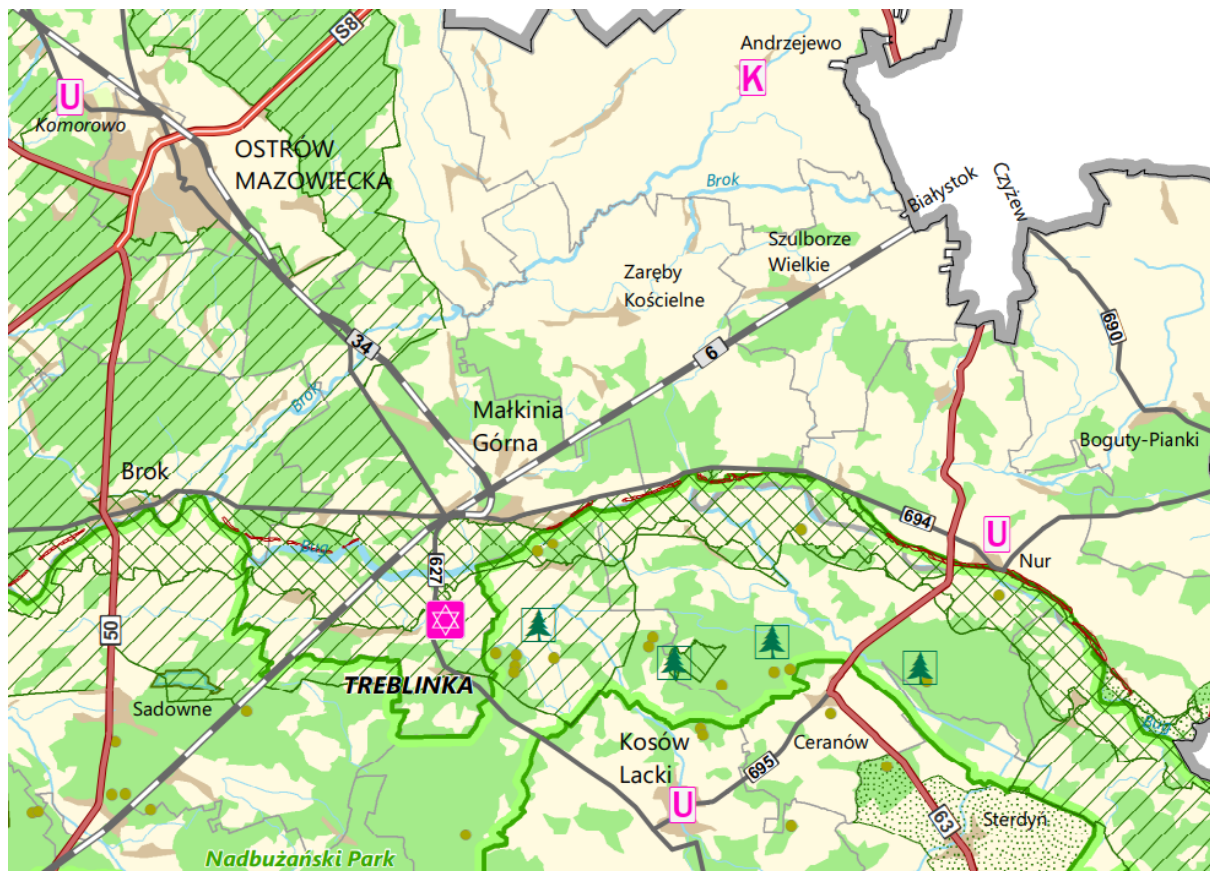 S8
Andrzejewo
K
U
Komorowo
OSTRÓW
MAZOWIECKA
Brok
Białystok
Czyżew
Szulborze
Wielkie
Zaręby
Kościelne
690
34
6
Brok
Małkinia
Górna
Boguty-Pianki
Brok
694
U
Nur
Bug
627
50
TREBLINKA
Sadowne
Bug
Kosów
Lacki
Ceranów
695
U
63
Sterdyń
Nadbużański Park